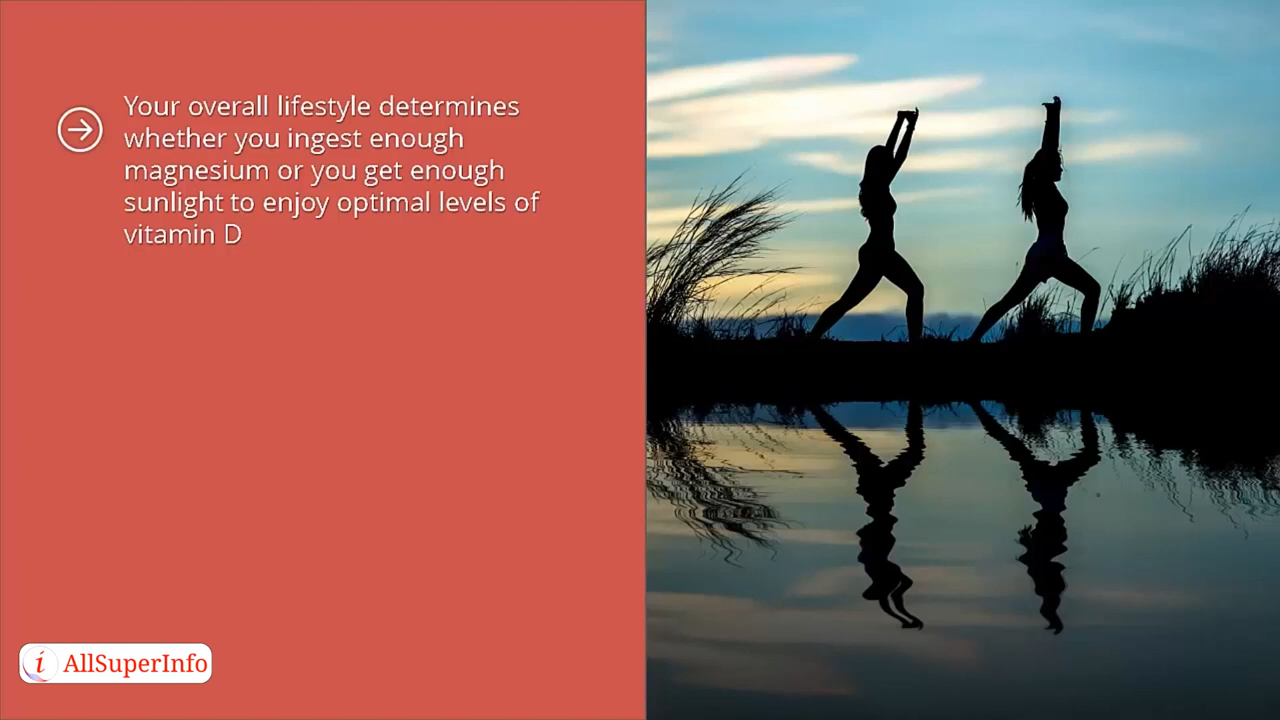 Your overall lifestyle determines
whether you ingest enough
magnesium or you get enough
sunlight to enjoy optimal levels of
vitamin D
i AllSuperInfo